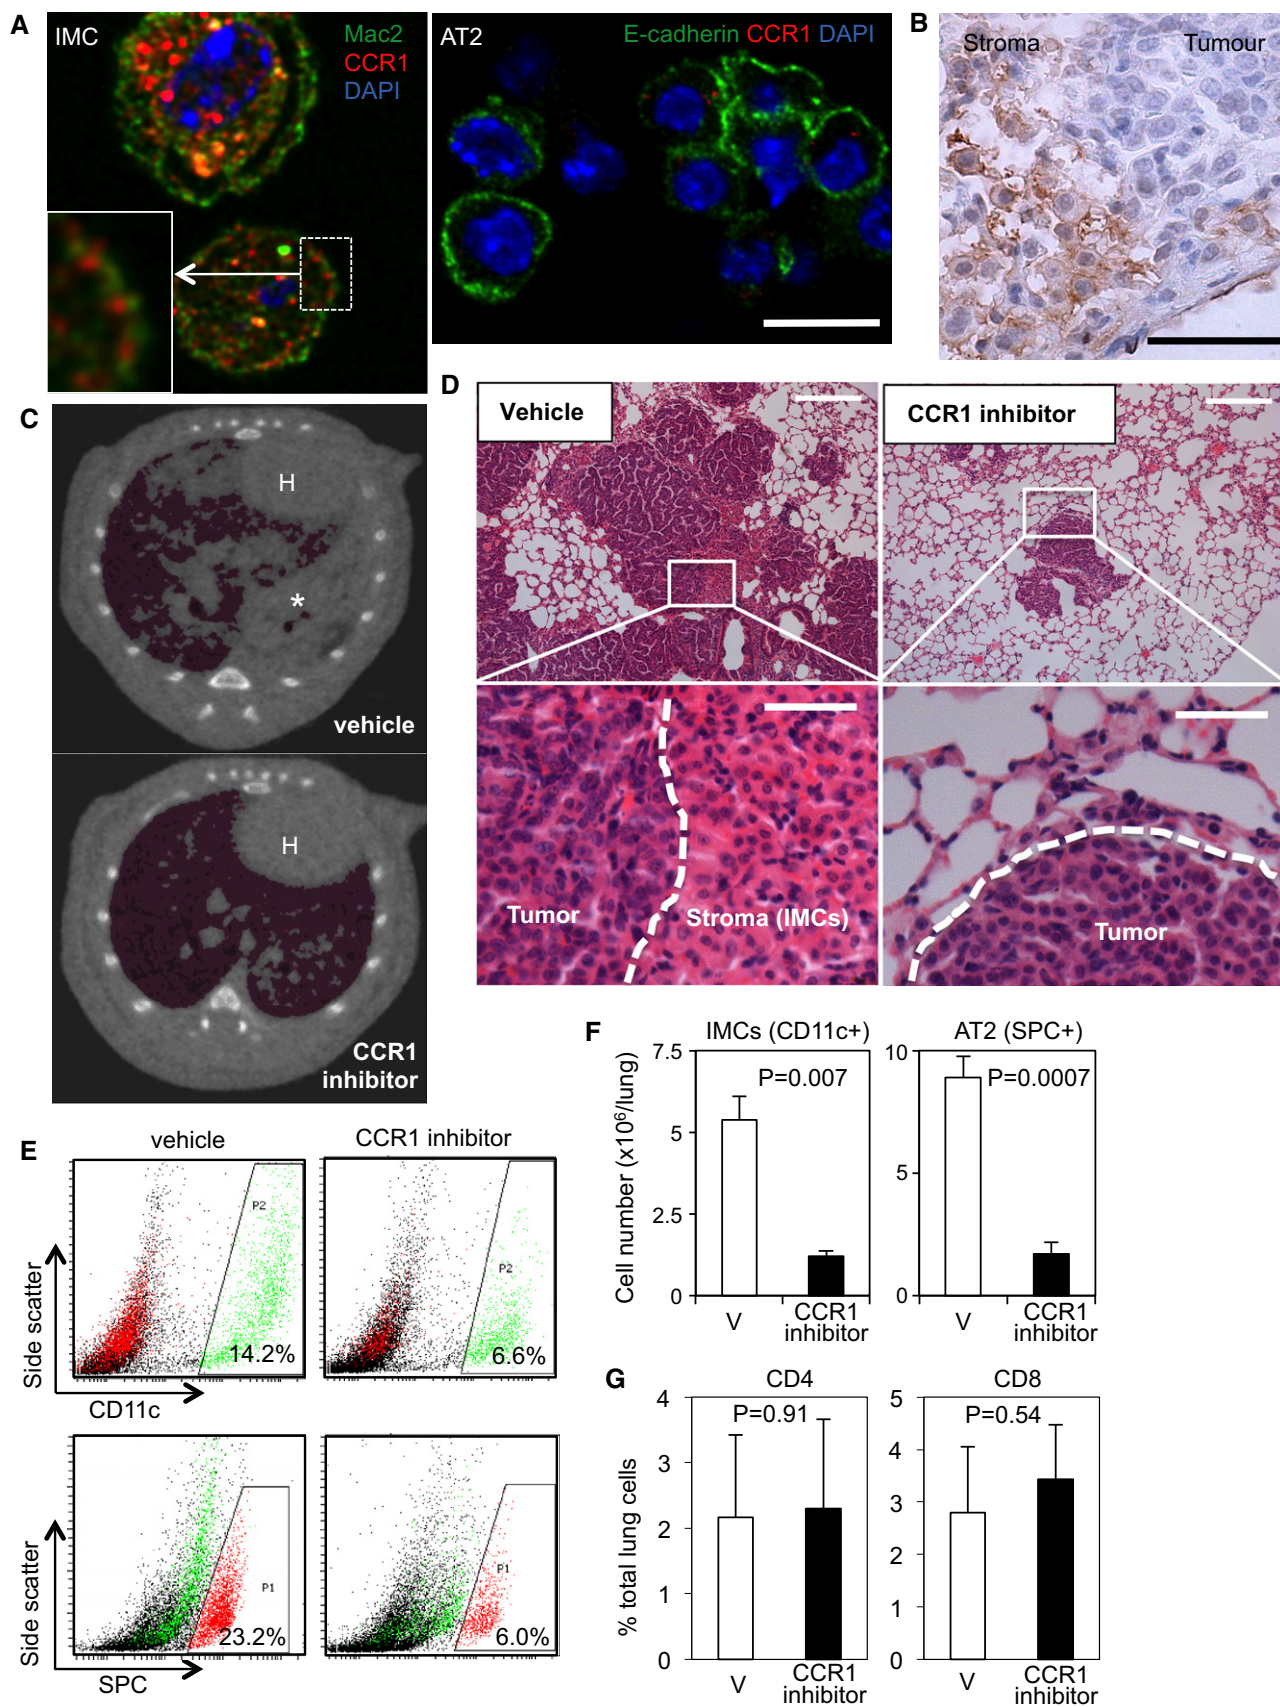 A
IMC
Mac2
CCR1
DAPI
AT2
E-cadherin CCR1 DAPI
B
Stroma
Tumour
C
H
*
vehicle
H
CCR1
inhibitor
D
Vehicle
CCR1 inhibitor
Tumor
Stroma (IMCs)
Tumor
E
vehicle
CCR1 inhibitor
Side scatter
P2
14.2%
P2
6.6%
CD11c
Side scatter
P1
23.2%
P1
6.0%
SPC
F
IMCs (CD11c+)
AT2 (SPC+)
Cell number (x10⁶/lung)
7.5
5
2.5
0
P=0.007
V
CCR1
inhibitor
10
5
0
P=0.0007
V
CCR1
inhibitor
G
CD4
CD8
% total lung cells
4
3
2
1
0
P=0.91
V
CCR1
inhibitor
5
4
3
2
1
0
P=0.54
V
CCR1
inhibitor